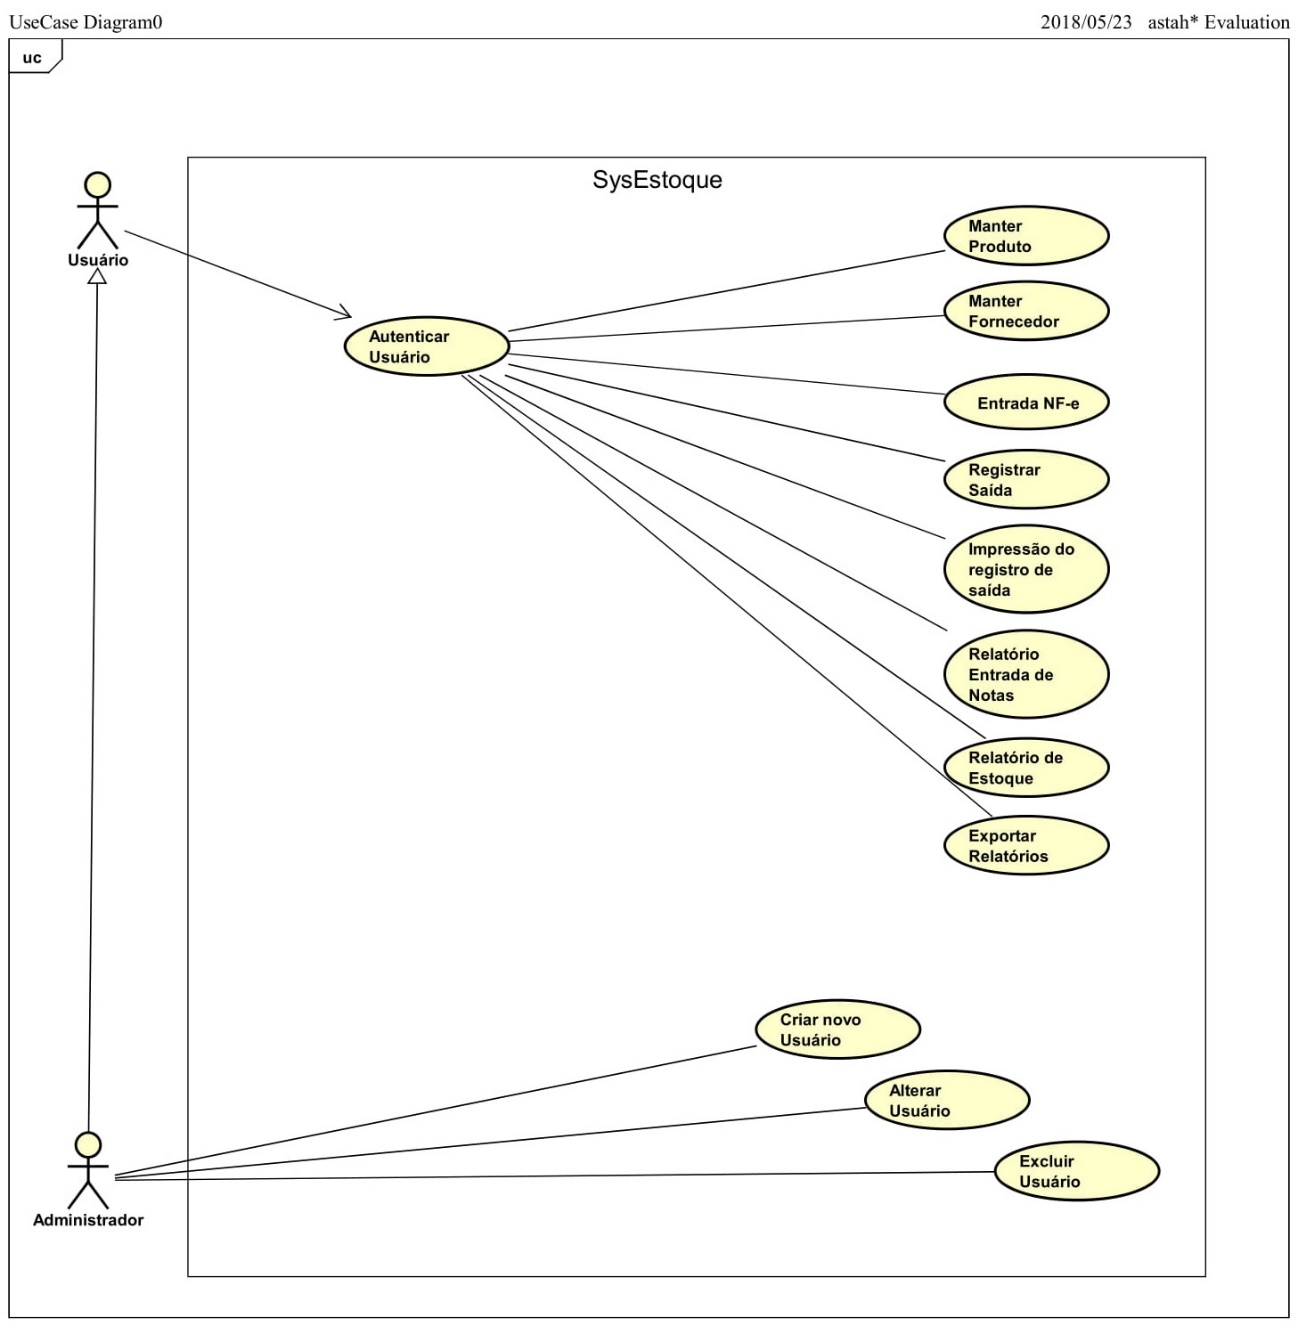 UseCase Diagram0
2018/05/23 astah* Evaluation
uc
SysEstoque
Usuário
Autenticar
Usuário
Manter
Produto
Manter
Fornecedor
Entrada NF-e
Registrar
Saída
Impressão do
registro de
saída
Relatório
Entrada de
Notas
Relatório de
Estoque
Exportar
Relatórios
Criar novo
Usuário
Alterar
Usuário
Excluir
Usuário
Administrador